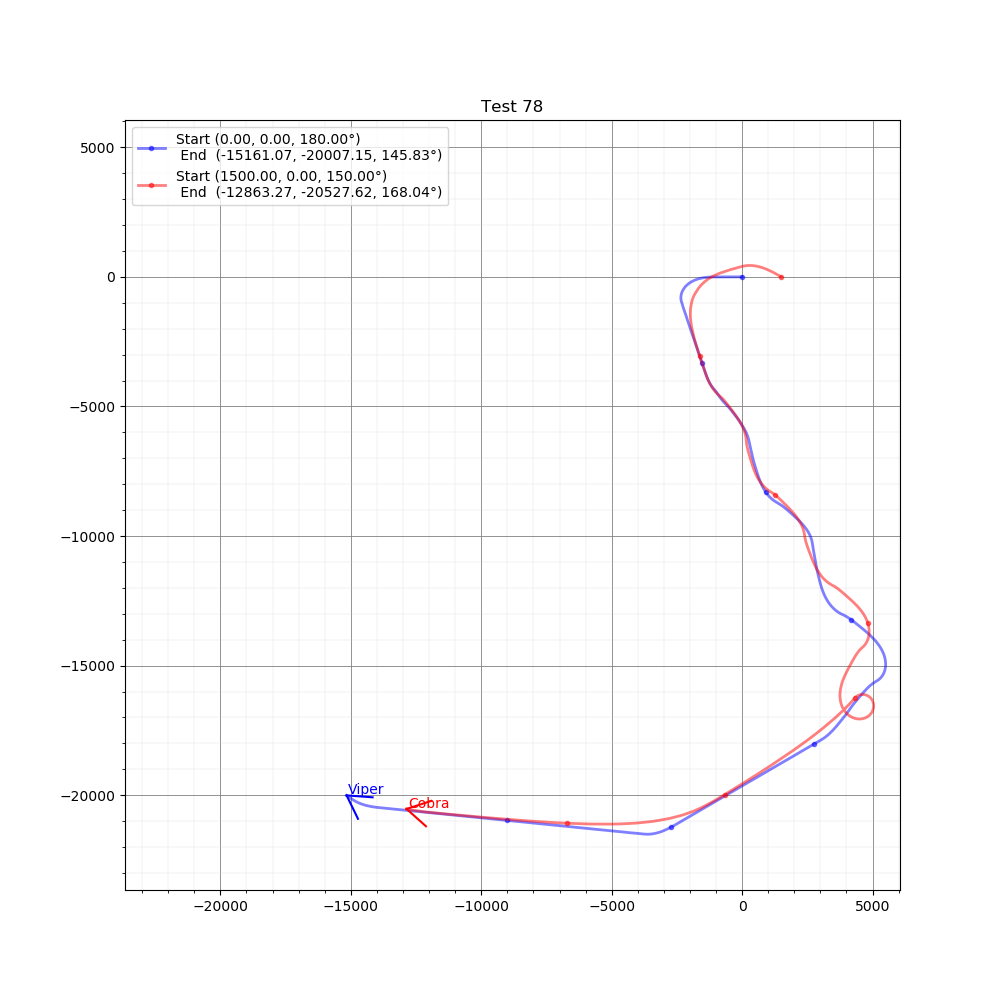 Test 78
Start (0.00, 0.00, 180.00°)
End  (-15161.07, -20007.15, 145.83°)
Start (1500.00, 0.00, 150.00°)
End  (-12863.27, -20527.62, 168.04°)
5000
0
−5000
−10000
−15000
−20000
Viper
Cobra
−20000 −15000 −10000 −5000 0 5000